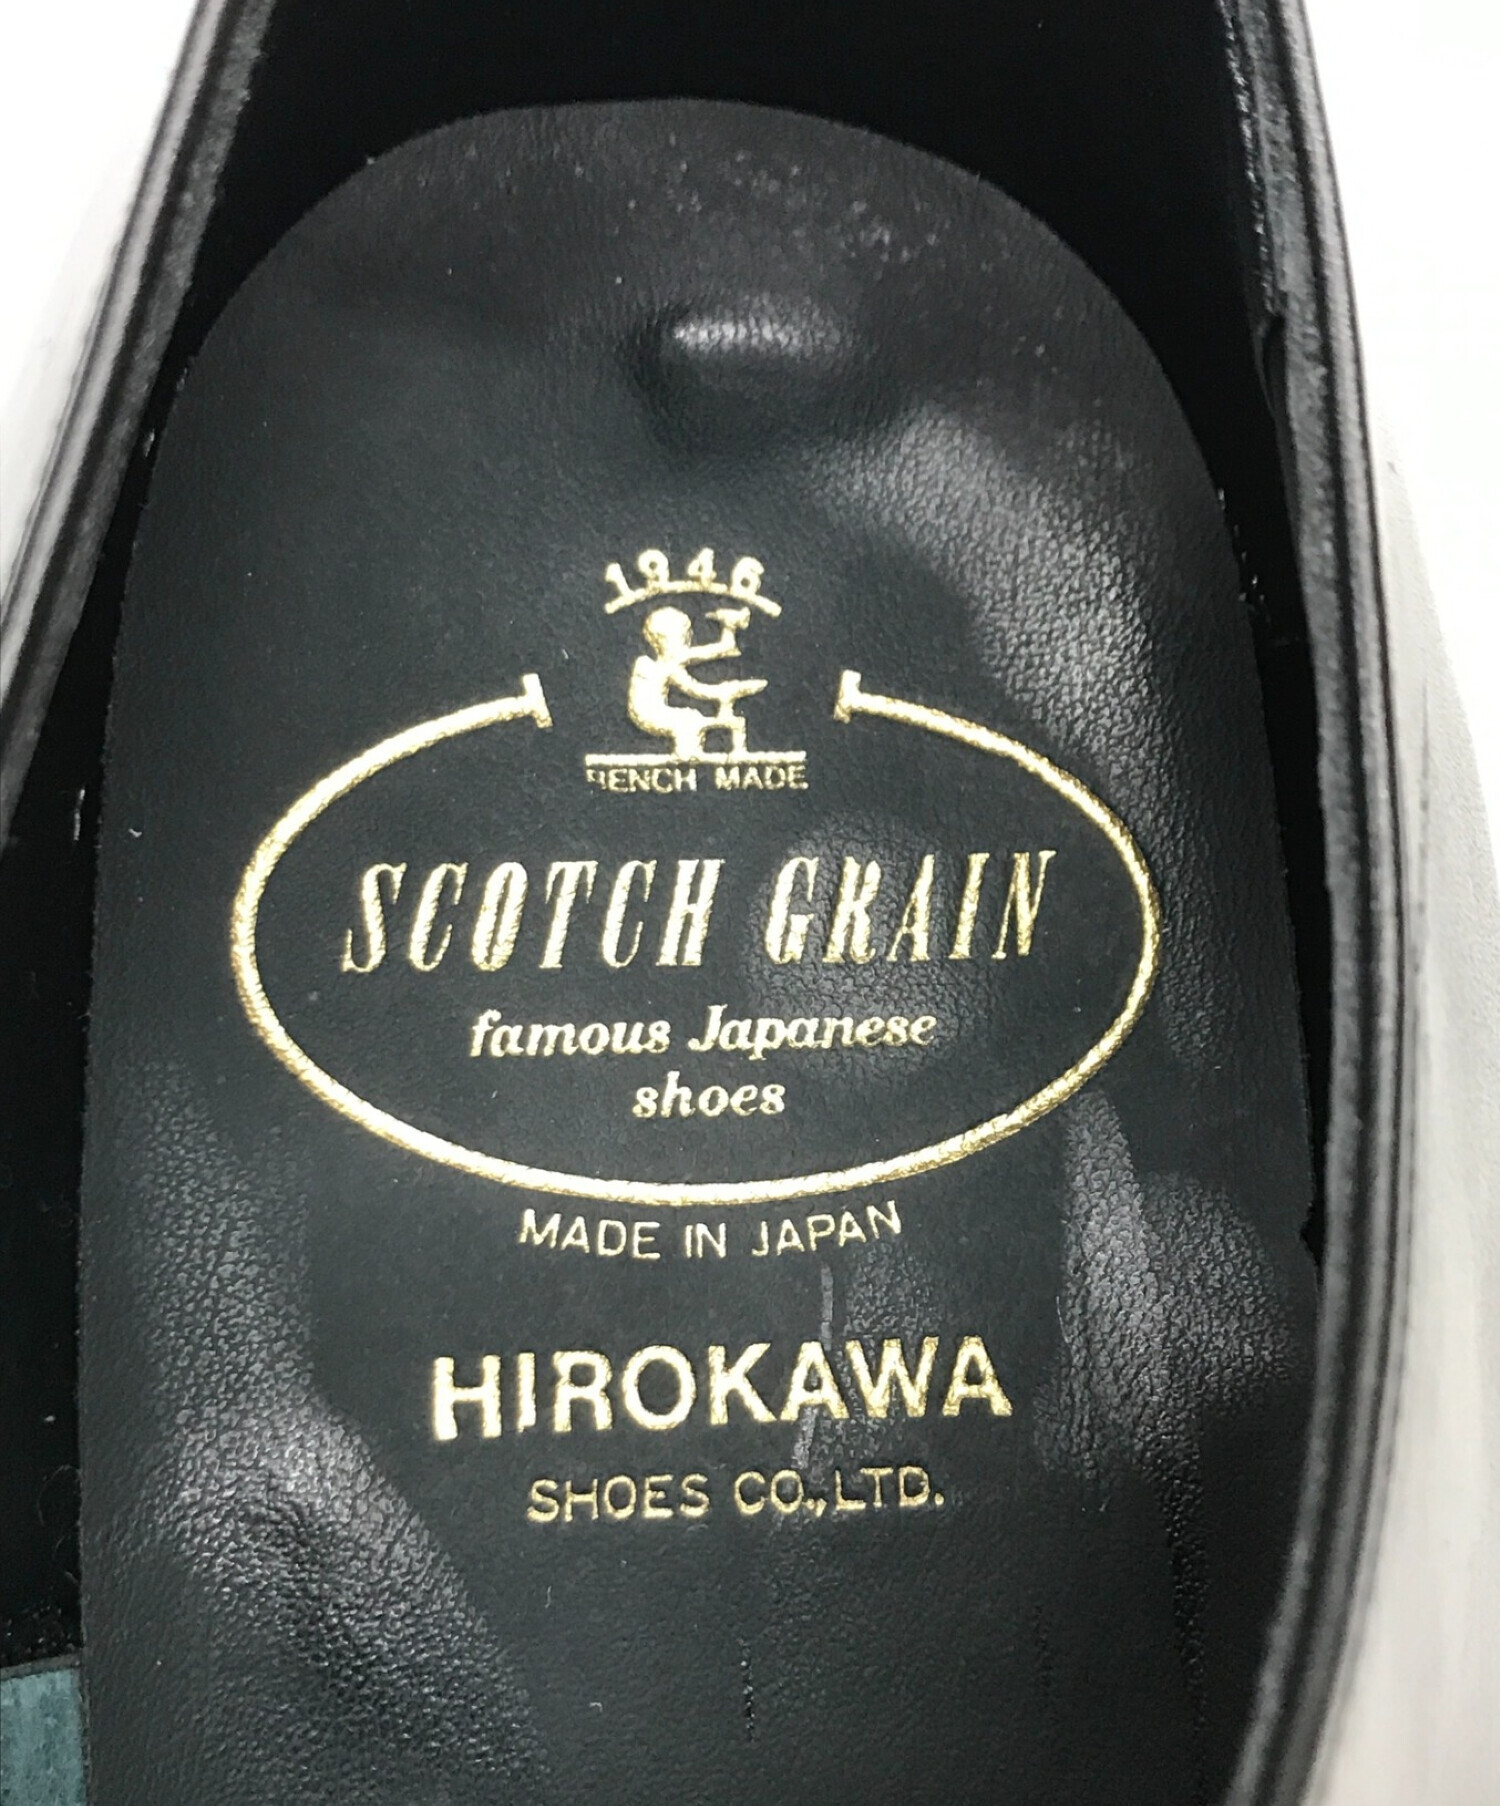 1946
BENCH MADE
SCOTCH GRAIN
famous Japanese
shoes
MADE IN JAPAN
HIROKAWA
SHOES CO.,LTD.